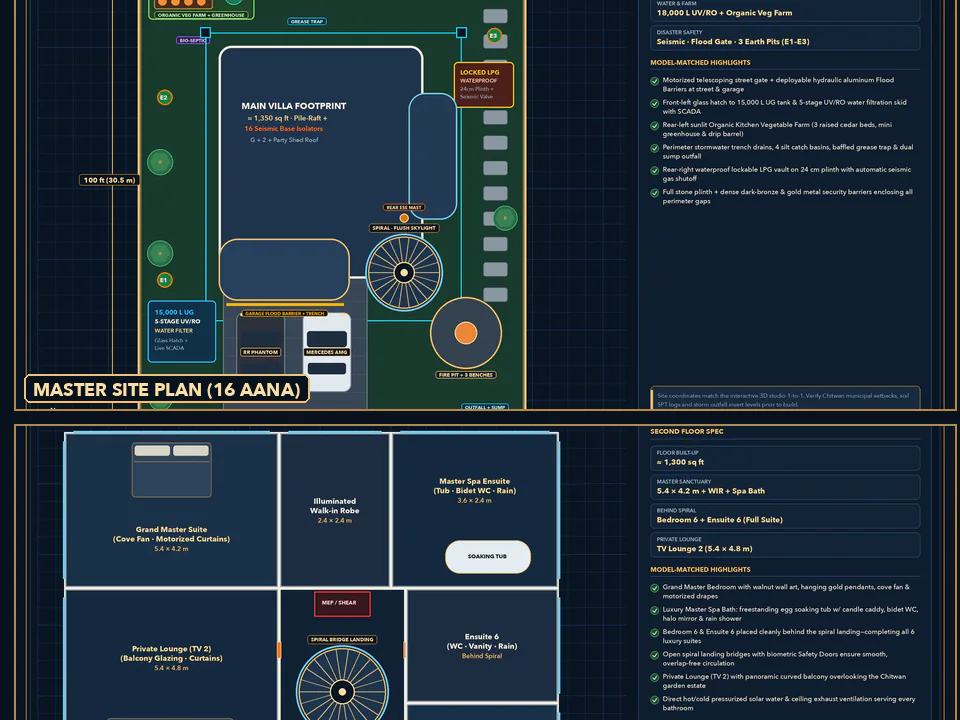 ORGANIC VEG FARM + GREENHOUSE
GREASE TRAP
BIO-SEPTIC
E3
E2
LOCKED LPG
WATERPROOF
24cm Plinth +
Seismic Valve
MAIN VILLA FOOTPRINT
≈ 1,350 sq ft · Pile-Raft +
16 Seismic Base Isolators
G + 2 + Party Shed Roof
100 ft (30.5 m)
REAR ESE MAST
SPIRAL · FLUSH SKYLIGHT
E1
15,000 L UG
5-STAGE UV/RO
WATER FILTER
Glass Hatch +
Live SCADA
GARAGE FLOOD BARRIER + TRENCH
RR PHANTOM
MERCEDES AMG
FIRE PIT + 3 BENCHES
OUTFALL + SUMP
MASTER SITE PLAN (16 AANA)
WATER & FARM
18,000 L UV/RO + Organic Veg Farm
DISASTER SAFETY
Seismic · Flood Gate · 3 Earth Pits (E1–E3)
MODEL-MATCHED HIGHLIGHTS
Motorized telescoping street gate + deployable hydraulic aluminum Flood
Barriers at street & garage
Front-left glass hatch to 15,000 L UG tank & 5-stage UV/RO water filtration skid
with SCADA
Rear-left sunlit Organic Kitchen Vegetable Farm (3 raised cedar beds, mini
greenhouse & drip barrel)
Perimeter stormwater trench drains, 4 silt catch basins, baffled grease trap & dual
sump outfall
Rear-right waterproof lockable LPG vault on 24 cm plinth with automatic seismic
gas shutoff
Full stone plinth + dense dark-bronze & gold metal security barriers enclosing all
perimeter gaps
Site coordinates match the interactive 3D studio 1-to-1. Verify Chitwan municipal setbacks, soil
SPT logs and storm outfall invert levels prior to build.
Grand Master Suite
(Cove Fan · Motorized Curtains)
5.4 × 4.2 m
Illuminated
Walk-in Robe
2.4 × 2.4 m
Master Spa Ensuite
(Tub · Bidet WC · Rain)
3.6 × 2.4 m
SOAKING TUB
MEP / SHEAR
SPIRAL BRIDGE LANDING
Private Lounge (TV 2)
(Balcony Glazing · Curtains)
5.4 × 4.8 m
Ensuite 6
(WC · Vanity · Rain)
Behind Spiral
SECOND FLOOR SPEC
FLOOR BUILT-UP
≈ 1,300 sq ft
MASTER SANCTUARY
5.4 × 4.2 m + WIR + Spa Bath
BEHIND SPIRAL
Bedroom 6 + Ensuite 6 (Full Suite)
PRIVATE LOUNGE
TV Lounge 2 (5.4 × 4.8 m)
MODEL-MATCHED HIGHLIGHTS
Grand Master Bedroom with walnut wall art, hanging gold pendants, cove fan &
motorized drapes
Luxury Master Spa Bath: freestanding egg soaking tub w/ candle caddy, bidet WC,
halo mirror & rain shower
Bedroom 6 & Ensuite 6 placed cleanly behind the spiral landing—completing all 6
luxury suites
Open spiral landing bridges with biometric Safety Doors ensure smooth,
overlap-free circulation
Private Lounge (TV 2) with panoramic curved balcony overlooking the Chitwan
garden estate
Direct hot/cold pressurized solar water & ceiling exhaust ventilation serving every
bathroom